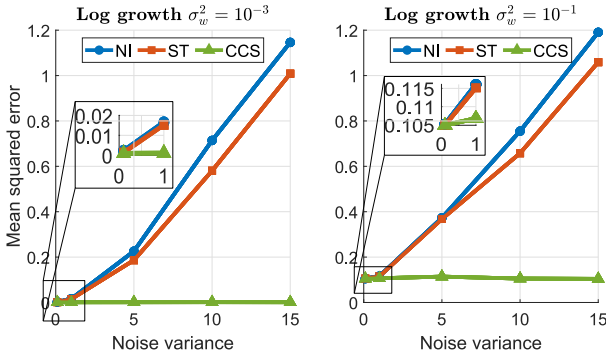 Log growth σ_w^2 = 10^{-3}
Log growth σ_w^2 = 10^{-1}
Mean squared error
1.2
1
0.8
0.6
0.4
0.2
0
NI ST CCS
0.02
0.01
0
0 1
0 5 10 15
Noise variance
1.2
1
0.8
0.6
0.4
0.2
0
NI ST CCS
0.115
0.11
0.105
0 1
0 5 10 15
Noise variance